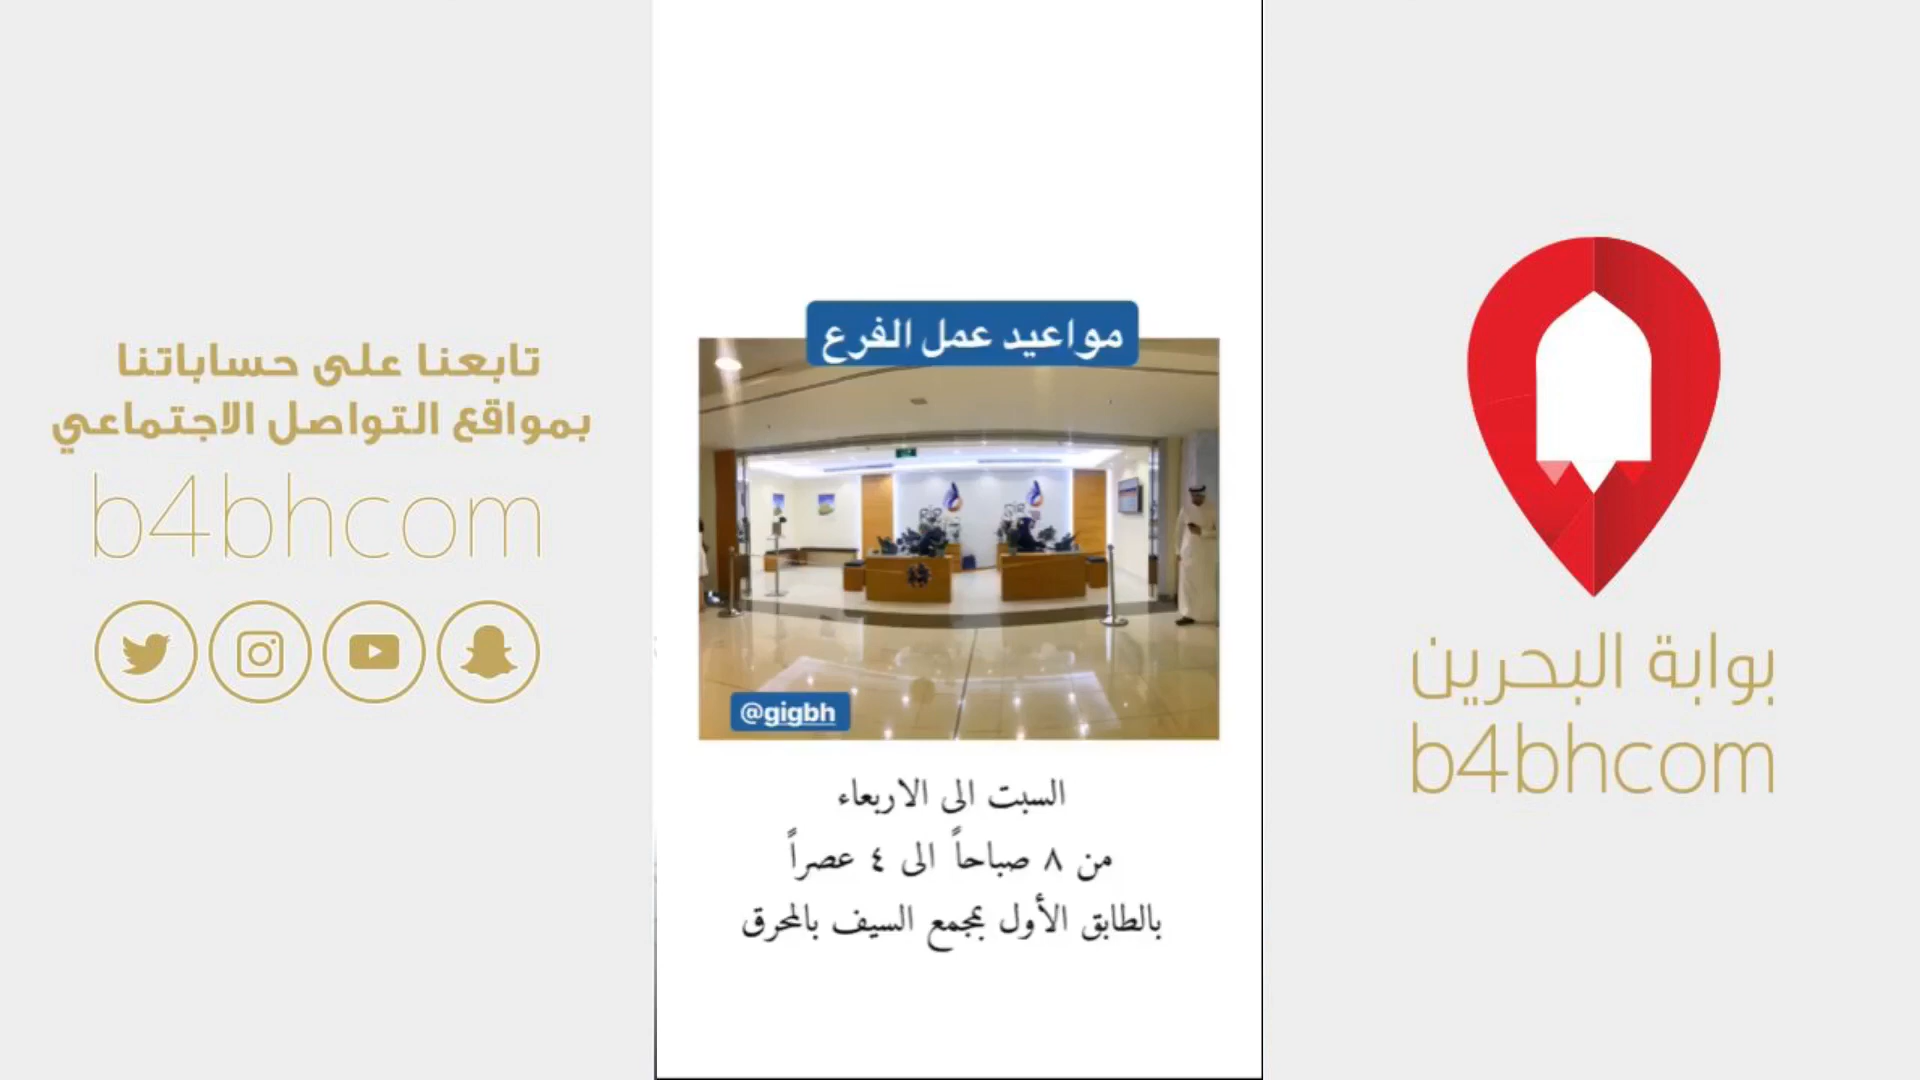 تابعنا على حساباتنا
بمواقع التواصل الاجتماعي
b4bhcom
مواعيد عمل الفرع
gig
@gigbh
السبت الى الاربعاء
من ٨ صباحاً الى ٤ عصراً
بالطابق الأول بمجمع السيف بالمحرق
بوابة البحرين
b4bhcom